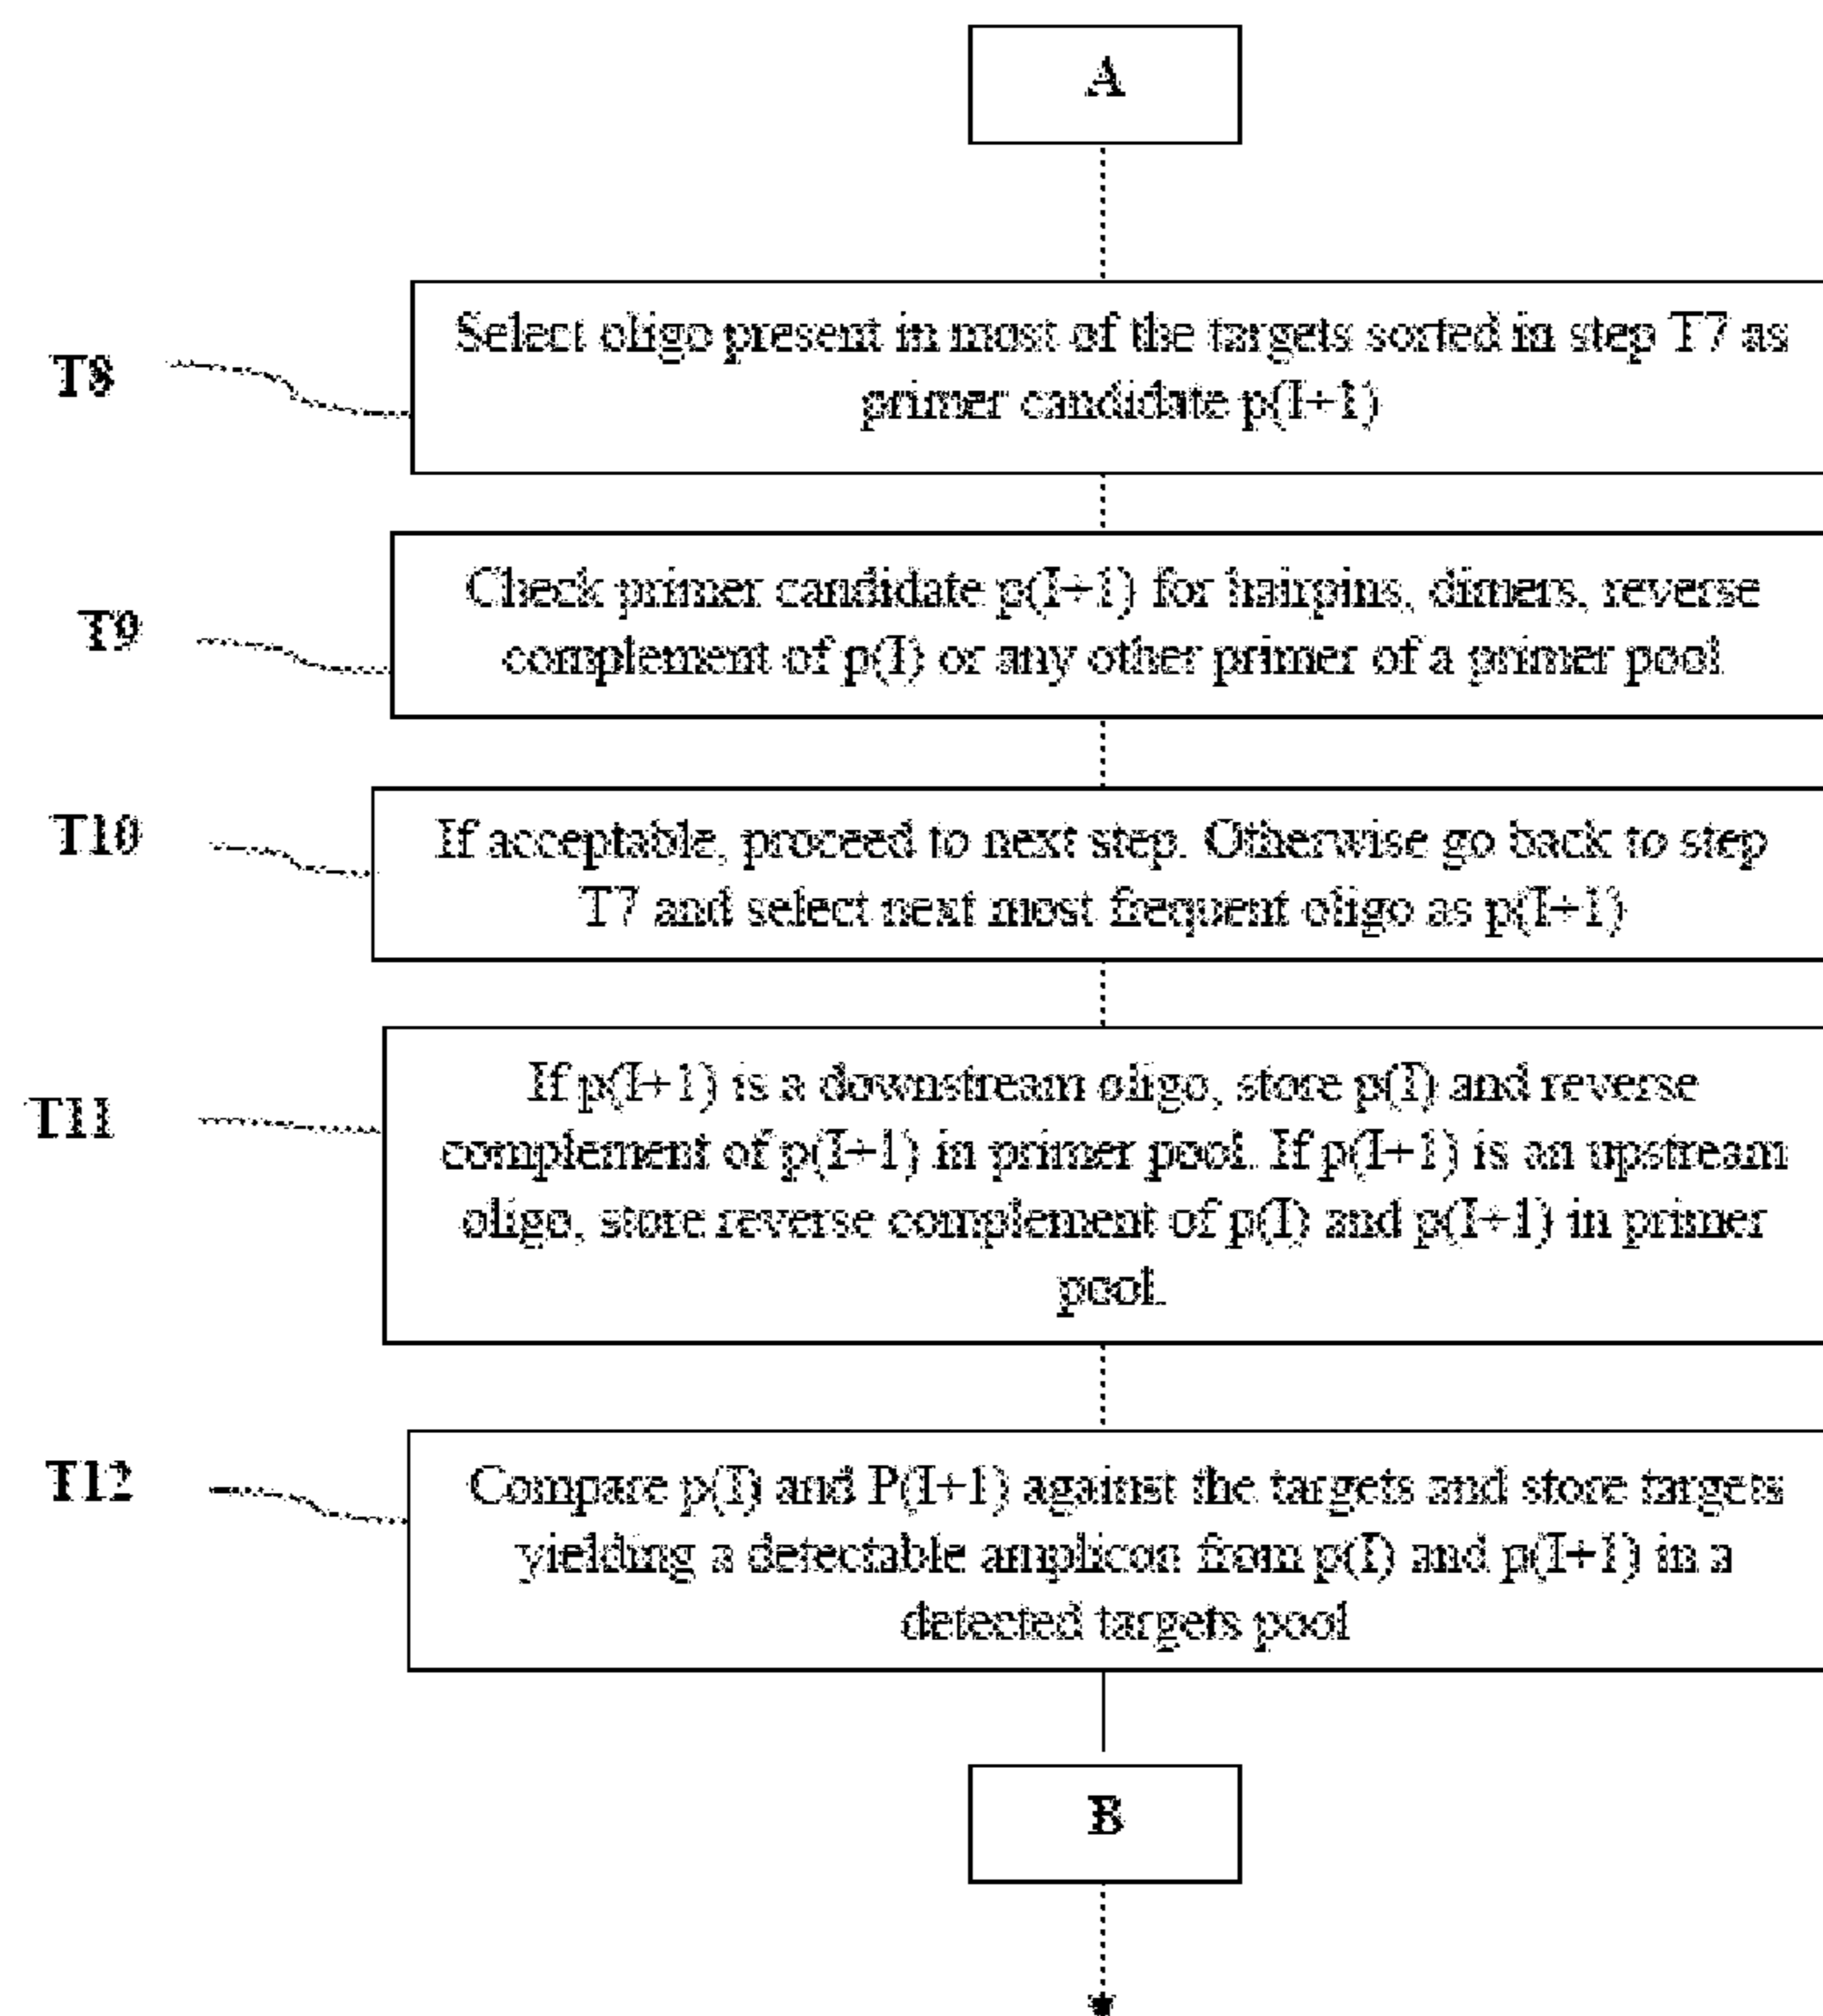 A
T8
Select oligo present in most of the targets sorted in step T7 as
primer candidate p(I+1)
T9
Check primer candidate p(I+1) for hairpins, dimers, reverse
complement of p(I) or any other primer of a primer pool.
T10
If acceptable, proceed to next step. Otherwise go back to step
T7 and select next most frequent oligo as p(I+1)
T11
If p(I+1) is a downstream oligo, store p(I) and reverse
complement of p(I+1) in primer pool. If p(I+1) is an upstream
oligo, store reverse complement of p(I) and p(I+1) in primer
pool.
T12
Compare p(I) and P(I+1) against the targets and store targets
yielding a detectable amplicon from p(I) and p(I+1) in a
detected targets pool
B